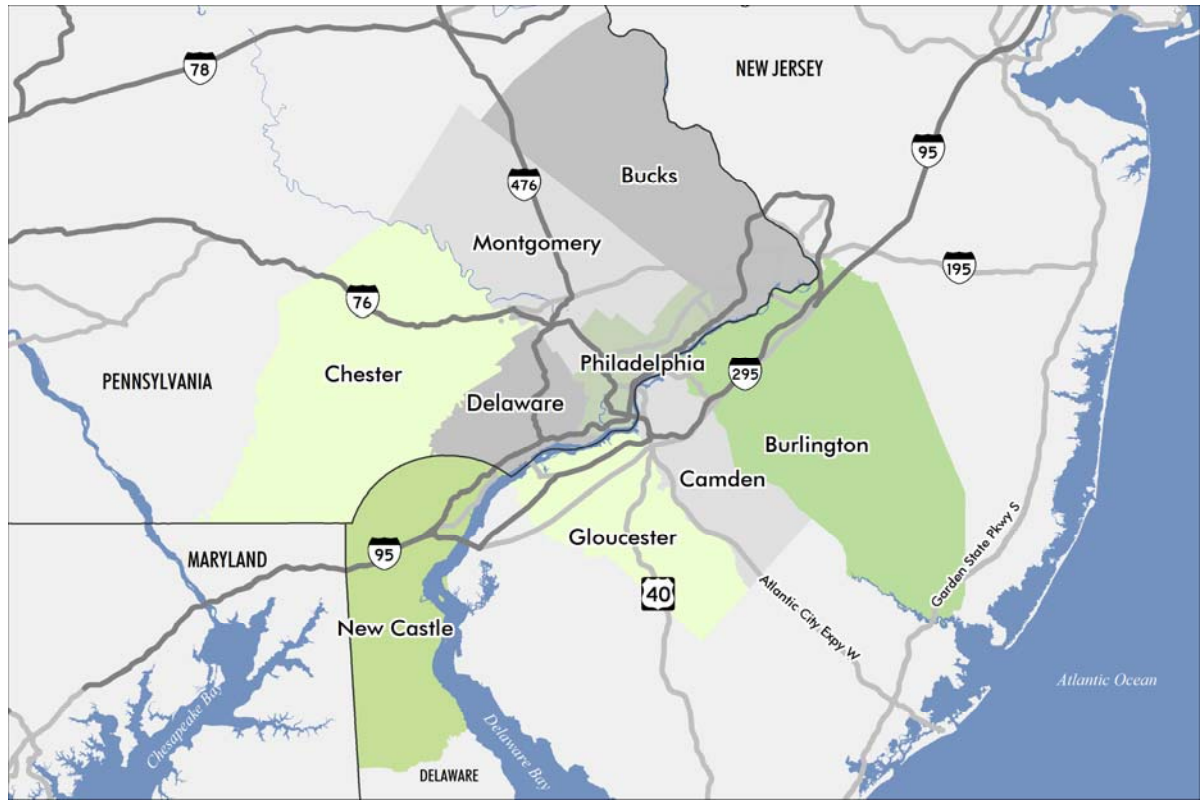 NEW JERSEY
78
95
Bucks
476
Montgomery
195
76
Philadelphia
295
Chester
PENNSYLVANIA
Delaware
Burlington
Camden
Gloucester
MARYLAND
95
40
Garden State Pkwy S
Atlantic City Expy W
New Castle
Atlantic Ocean
Chesapeake Bay
Delaware Bay
DELAWARE